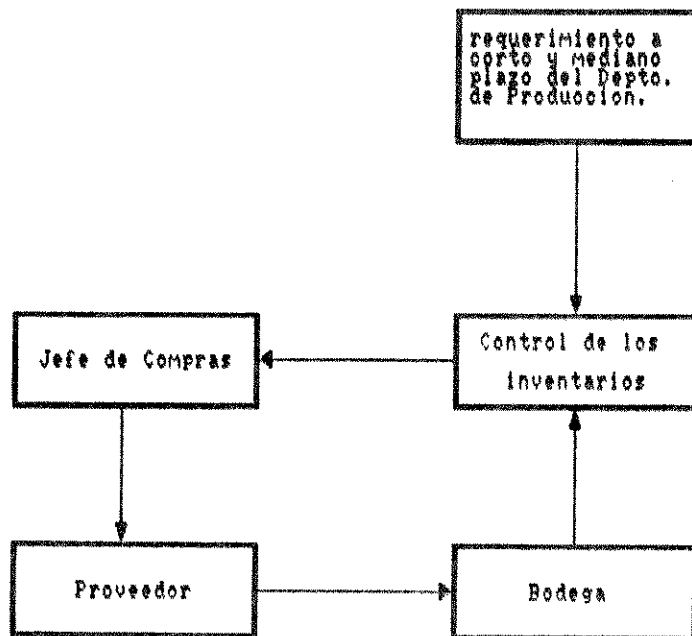 requerimiento a
corto y mediano
plazo del Depto.
de Produccion.
Jefe de Compras
Control de los
inventarios
Proveedor
Bodega